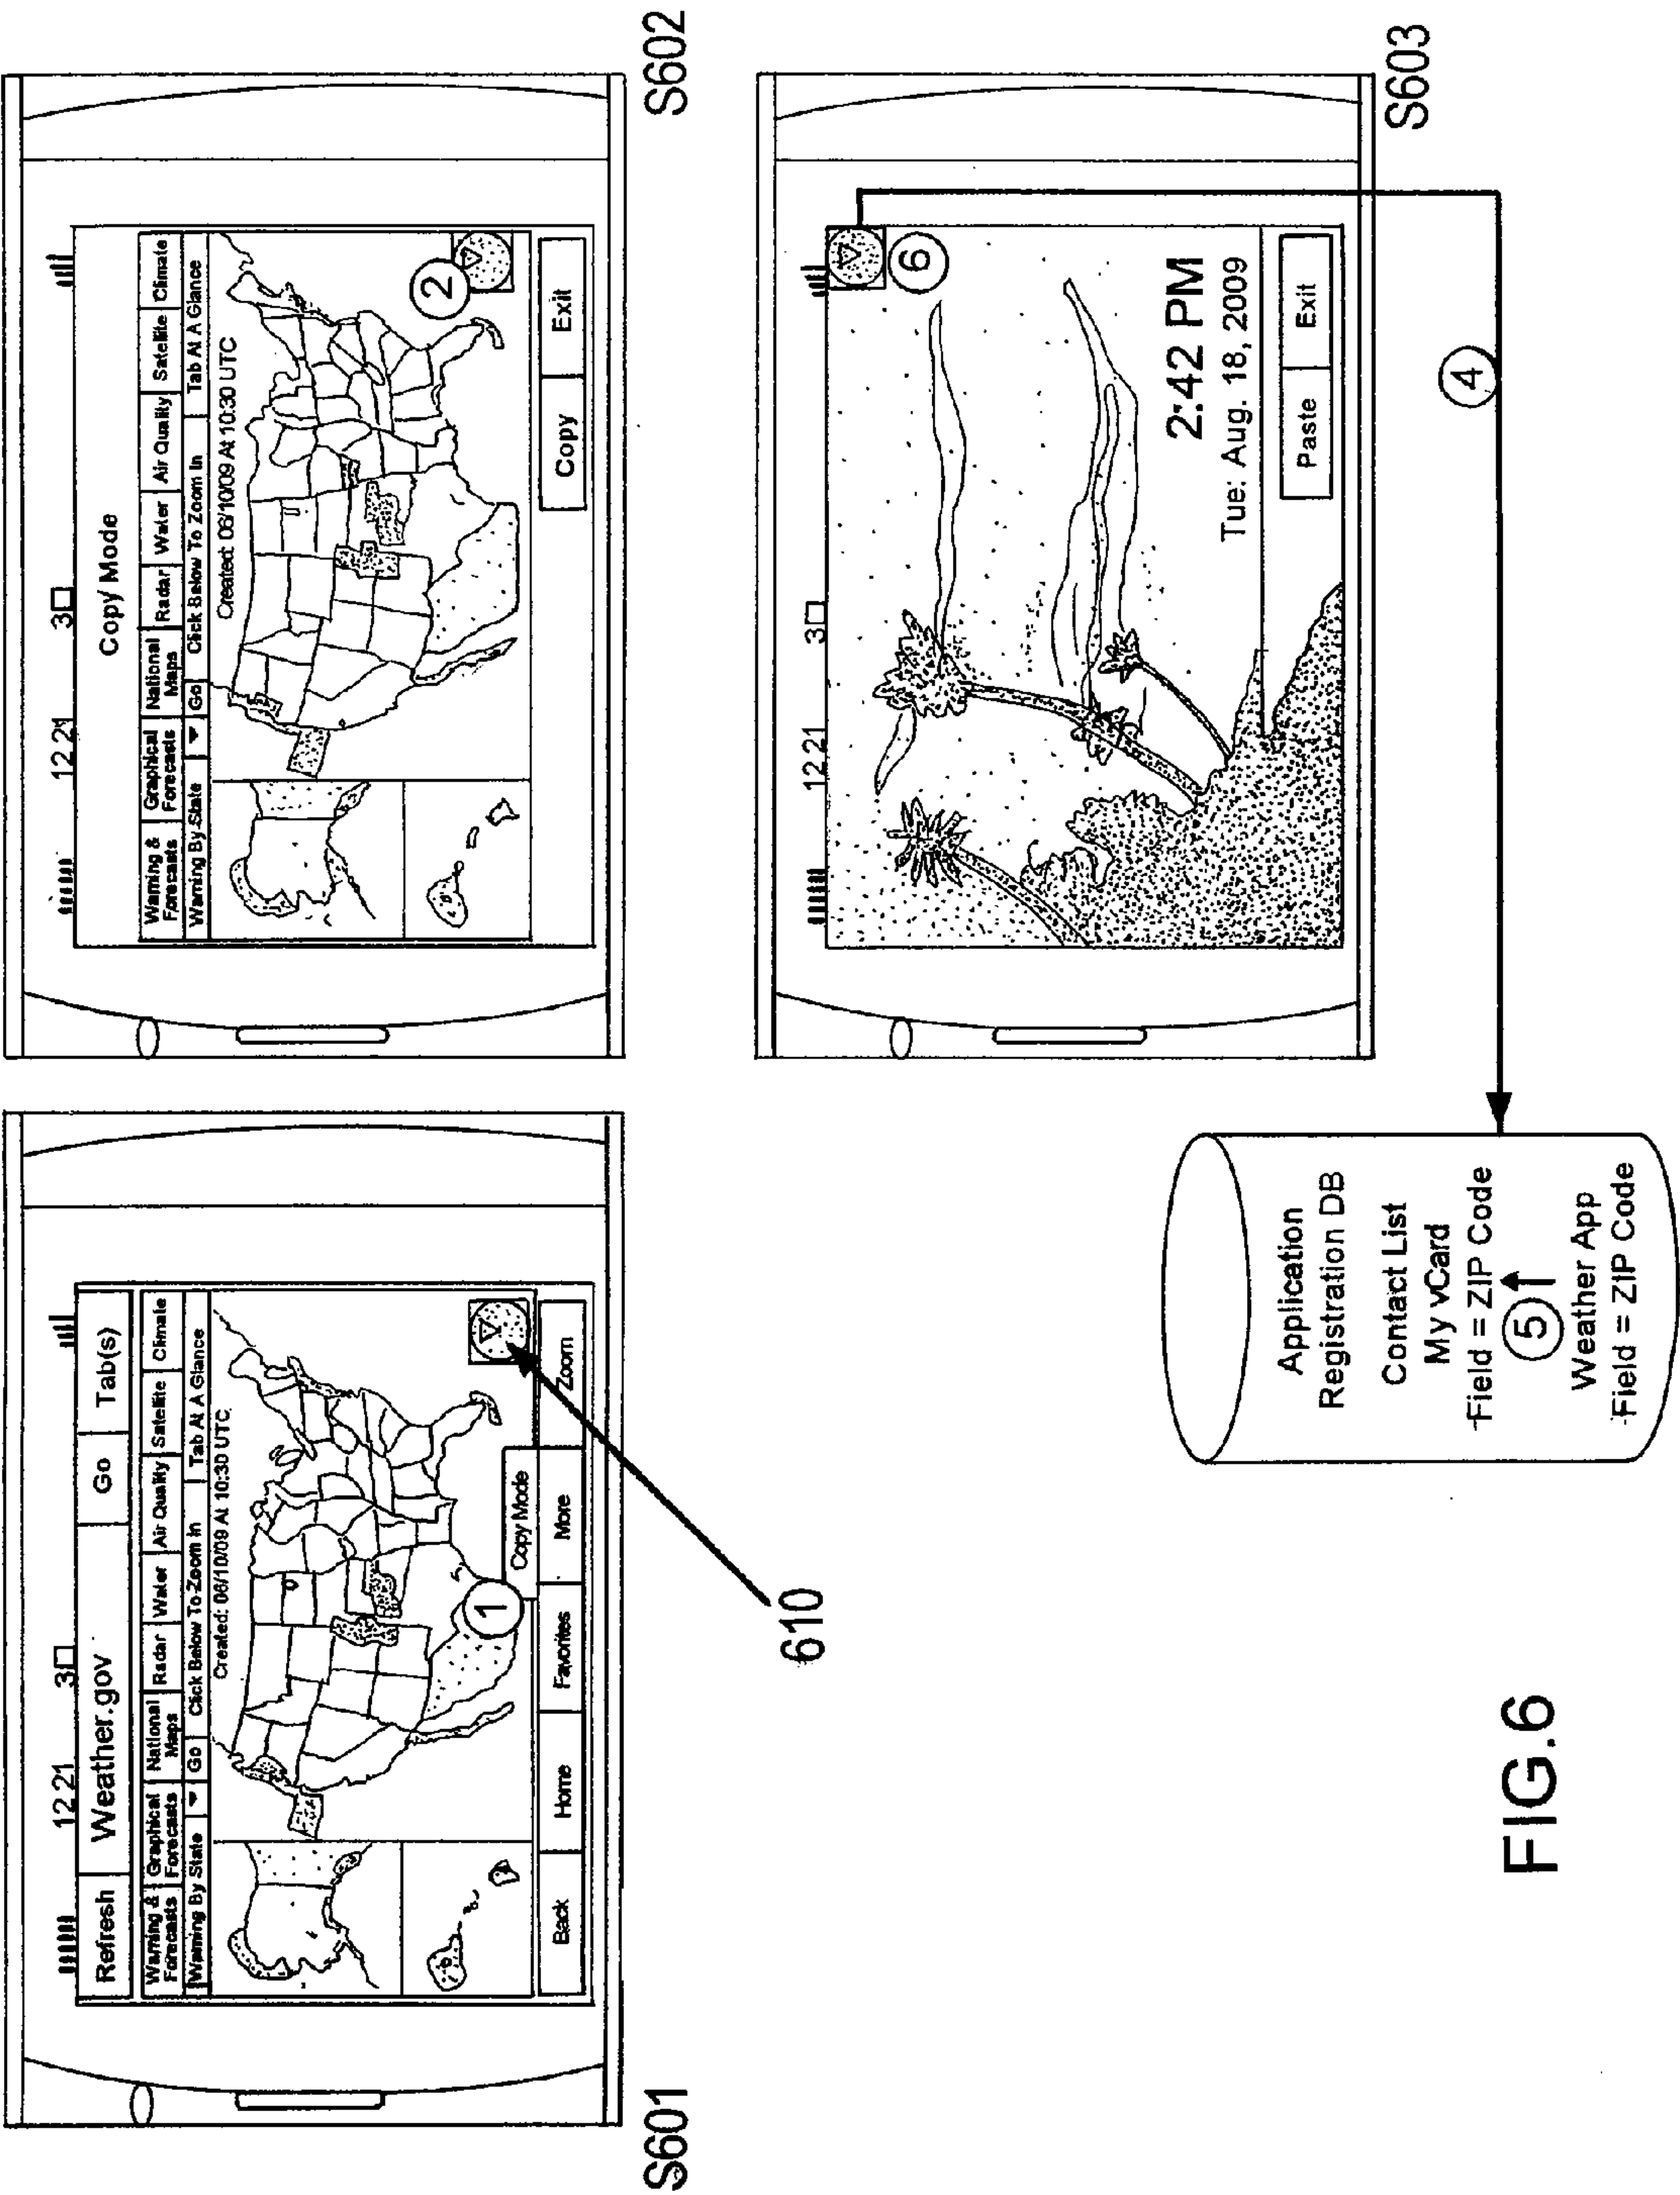 12 21 3
Refresh Weather.gov Go Tab(s)
Warning & Forecasts Graphical Forecasts National Maps Radar Water Air Quality Satellite Climate
Warning By State Go Click Below To Zoom In Tab At A Glance
Created: 06/10/09 At 10:30 UTC
1
Copy Mode
Back Home Favorites More Zoom
S601
610
12 21 3
Copy Mode
Warning & Forecasts Graphical Forecasts National Maps Radar Water Air Quality Satellite Climate
Warning By State Go Click Below To Zoom In Tab At A Glance
Created: 06/10/09 At 10:30 UTC
2
Copy Exit
S602
12 21 3
6
2:42 PM
Tue: Aug. 18, 2009
Paste Exit
S603
4
Application
Registration DB
Contact List
My vCard
Field = ZIP Code
5
Weather App
Field = ZIP Code
FIG.6